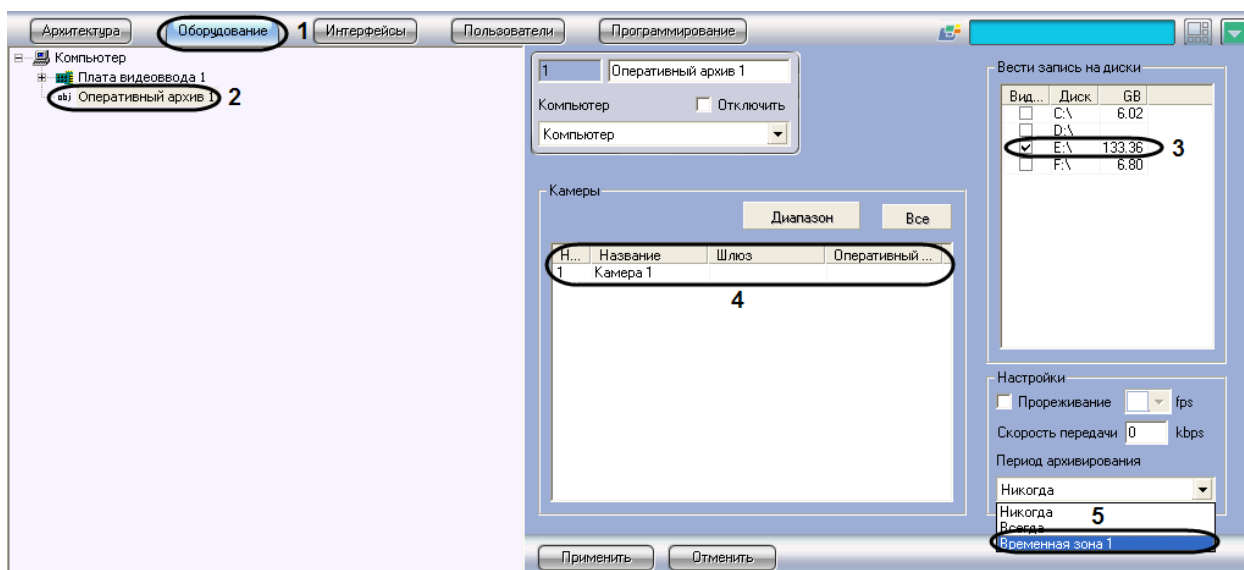 Архитектура Оборудование 1 Интерфейсы Пользователи Программирование
Компьютер
Плата видеоввода 1
obj Оперативный архив 1 2
1 Оперативный архив 1
Компьютер Отключить
Компьютер
Камеры
Диапазон Все
Н... Название Шлюз Оперативный ...
1 Камера 1
4
Вести запись на диски
Вид... Диск GB
C:\ 6.02
D:\
E:\ 133.36 3
F:\ 6.80
Настройки
Прореживание fps
Скорость передачи 0 kbps
Период архивирования
Никогда
Никогда 5
Всегда
Временная зона 1
Применить Отменить